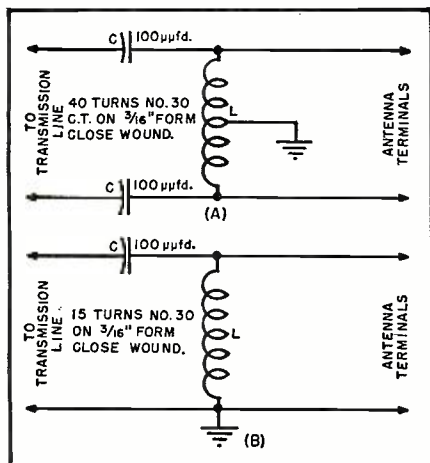 C 100µµfd.
TO
TRANSMISSION
LINE
40 TURNS NO. 30
C.T. ON 3/16" FORM
CLOSE WOUND.
L
ANTENNA
TERMINALS
C 100µµfd.
(A)
C 100µµfd.
TO
TRANSMISSION
LINE
15 TURNS NO. 30
ON 3/16" FORM
CLOSE WOUND.
L
ANTENNA
TERMINALS
(B)